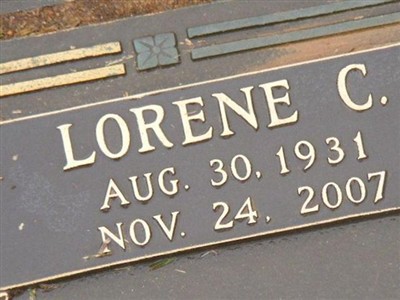 LORENE C.
AUG. 30, 1931
NOV. 24, 2007